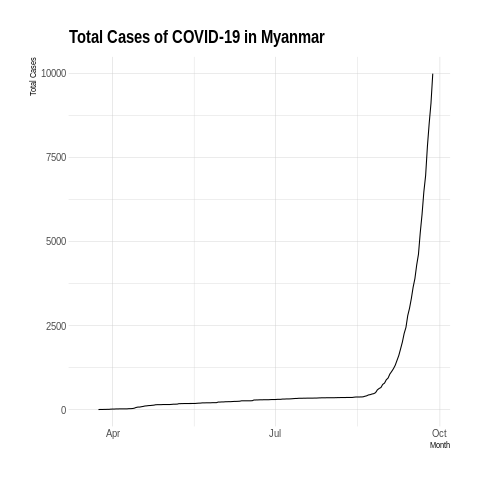 Total Cases of COVID-19 in Myanmar
Total Cases
10000
7500
5000
2500
0
Apr
Jul
Oct
Month